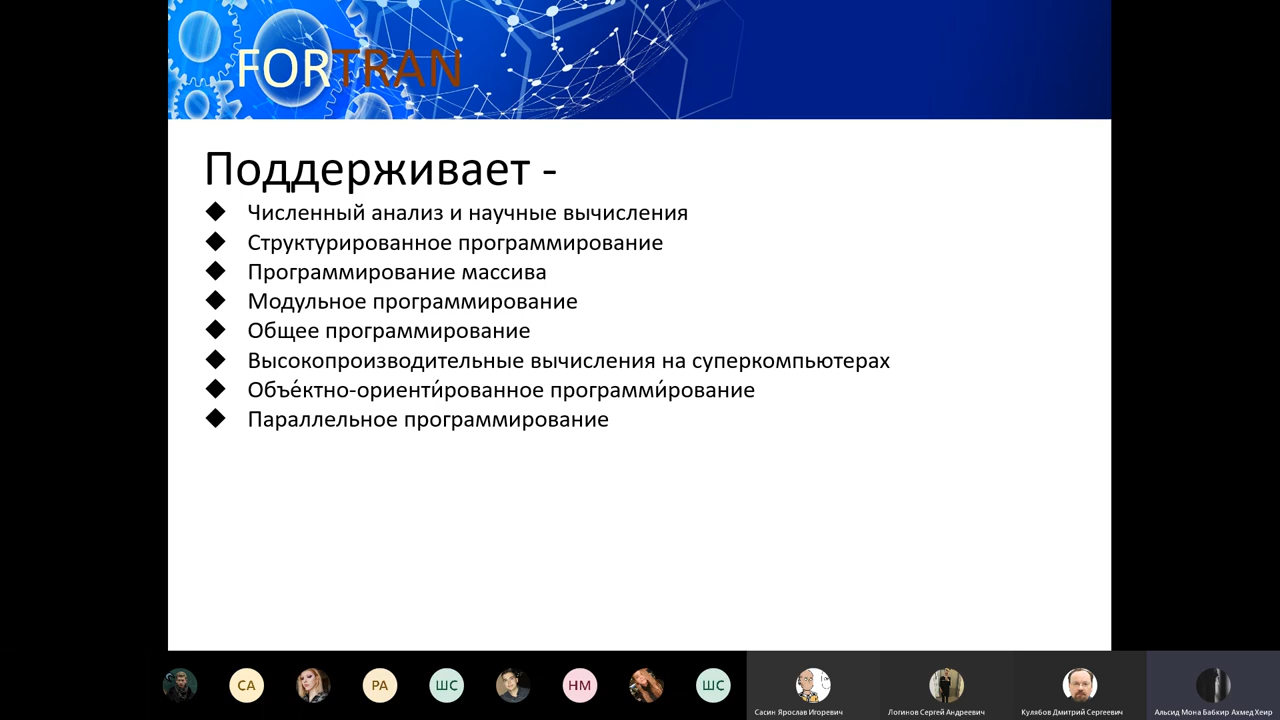 FORTRAN
Поддерживает -
Численный анализ и научные вычисления
Структурированное программирование
Программирование массива
Модульное программирование
Общее программирование
Высокопроизводительные вычисления на суперкомпьютерах
Объе́ктно-ориенти́рованное программи́рование
Параллельное программирование
СА
РА
ШС
НМ
ШС
Сасин Ярослав Игоревич
Логинов Сергей Андреевич
Кулябов Дмитрий Сергеевич
Альсид Мона Бабкир Ахмед Хеир